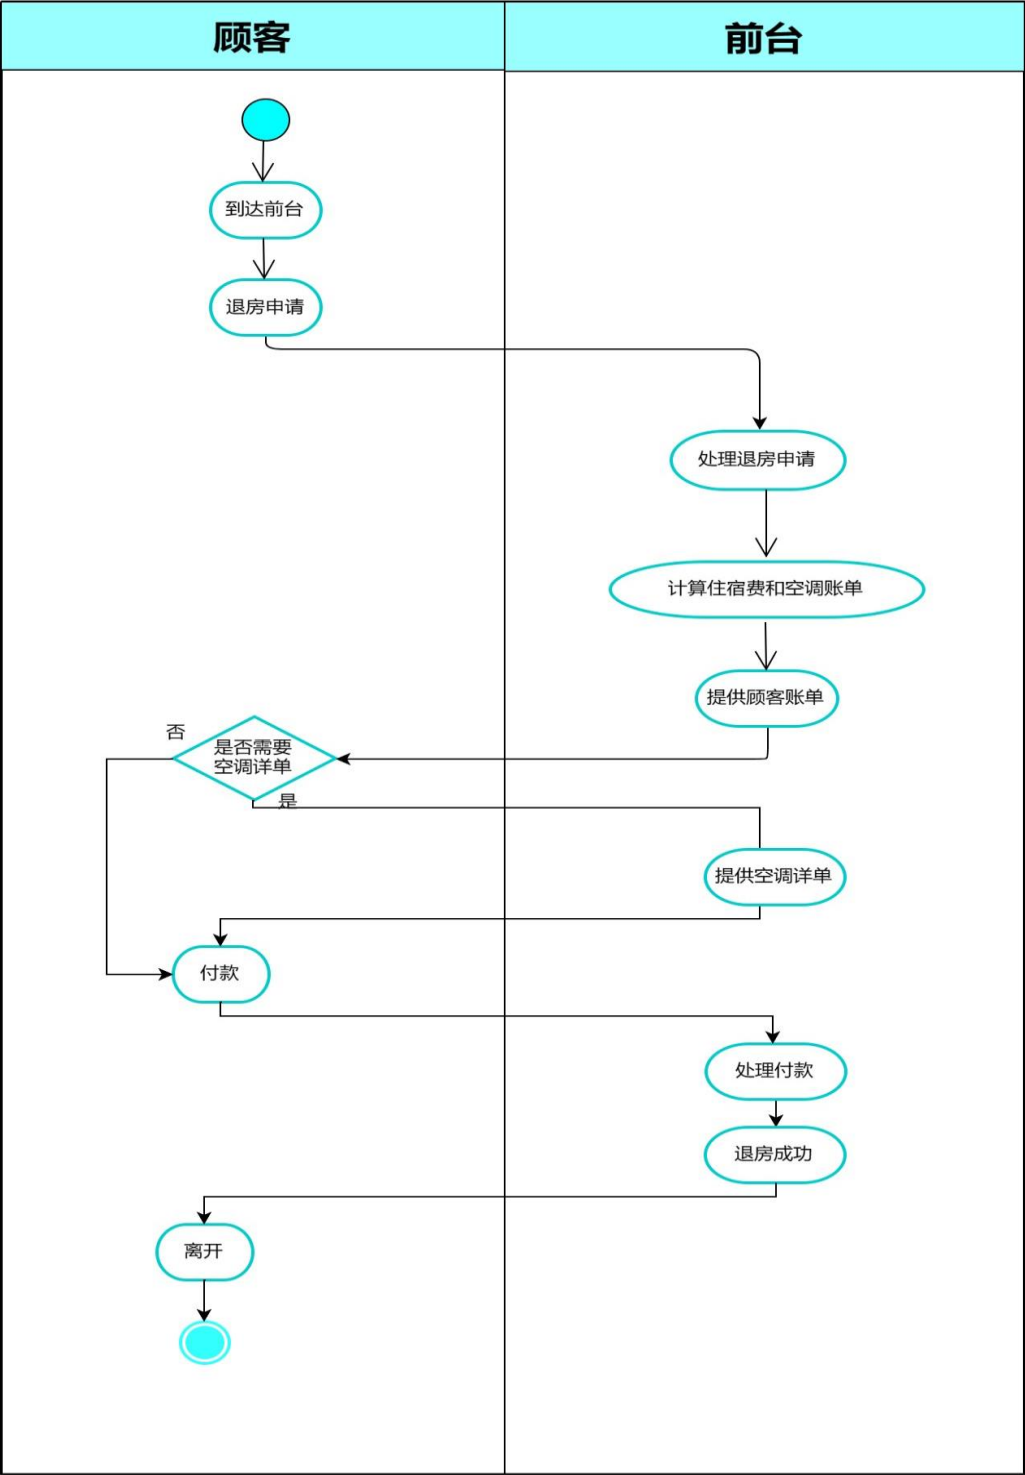 顾客
前台
到达前台
退房申请
处理退房申请
计算住宿费和空调账单
提供顾客账单
否
是否需要
空调详单
是
提供空调详单
付款
处理付款
退房成功
离开